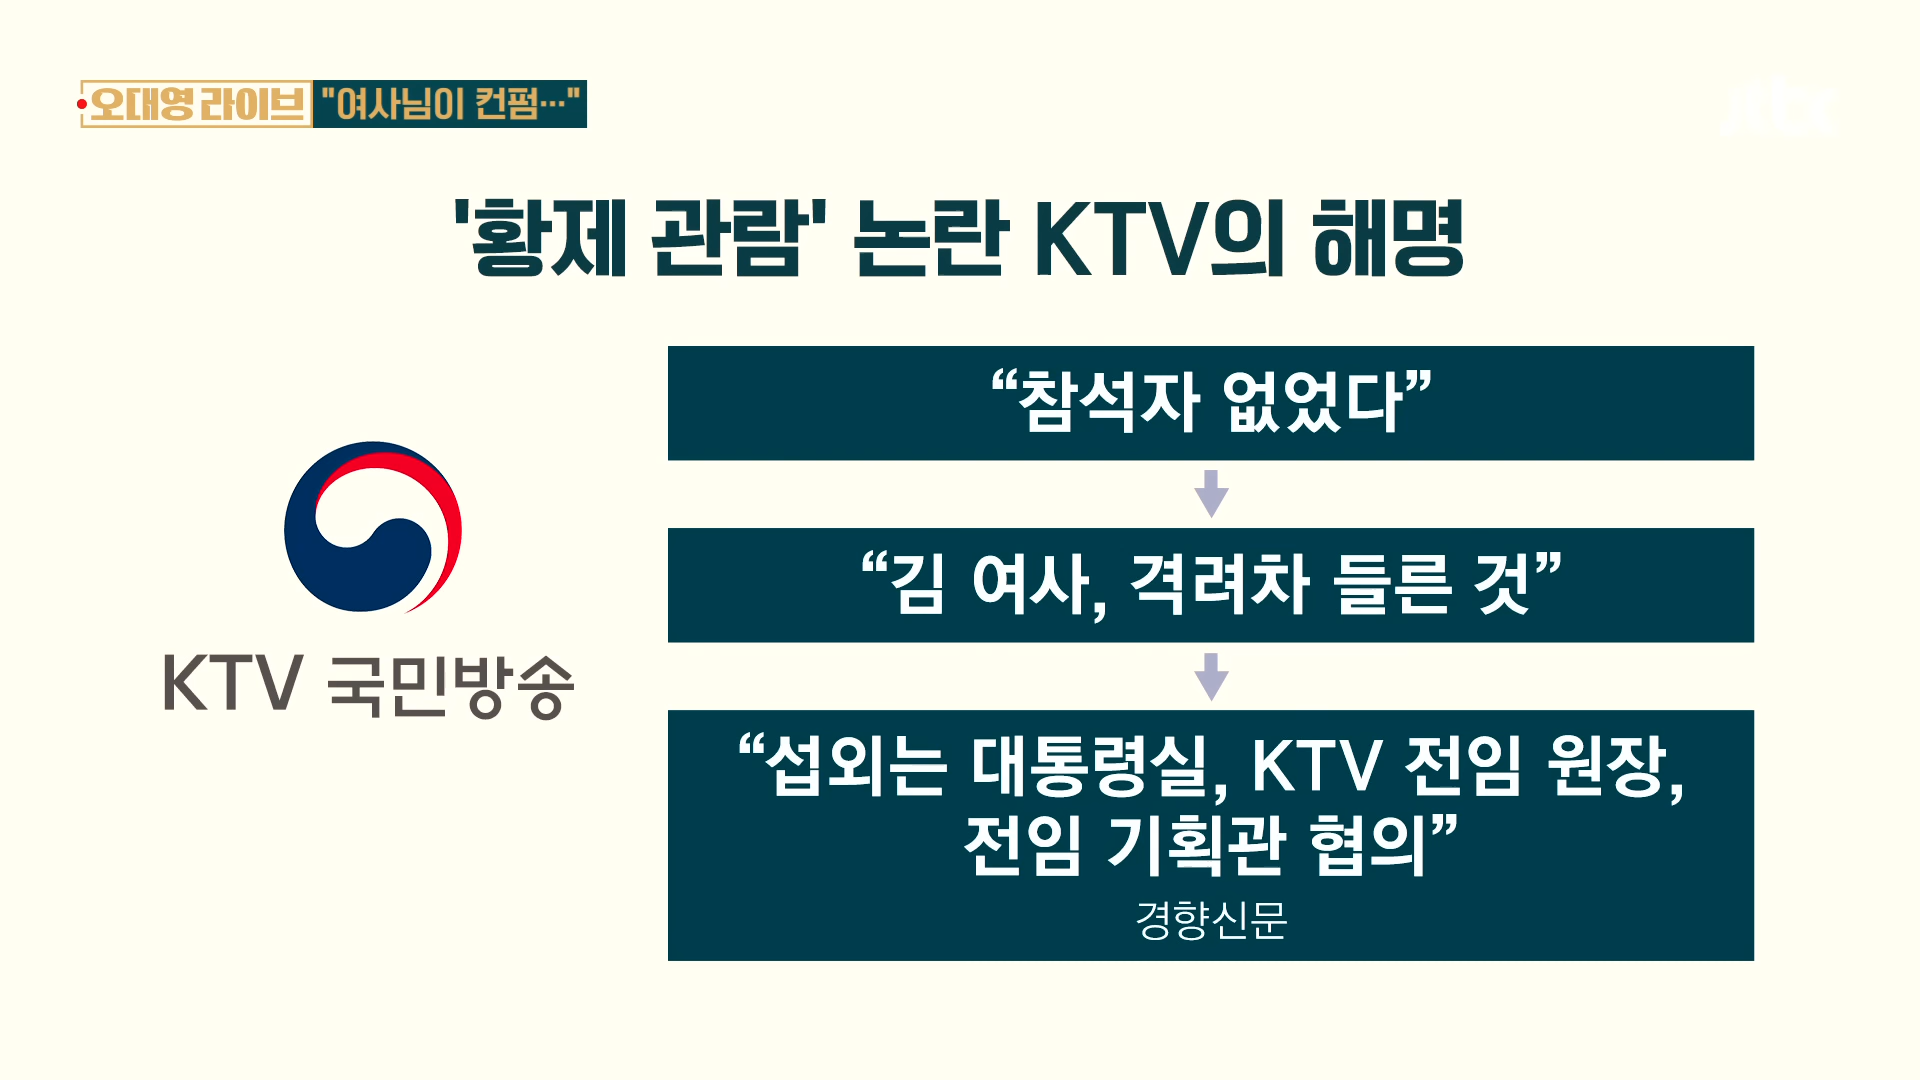 오대영 라이브 "여사님이 컨펌…"
jtbc
'황제 관람' 논란 KTV의 해명
“참석자 없었다”
“김 여사, 격려차 들른 것”
KTV 국민방송
“섭외는 대통령실, KTV 전임 원장,
전임 기획관 협의”
경향신문